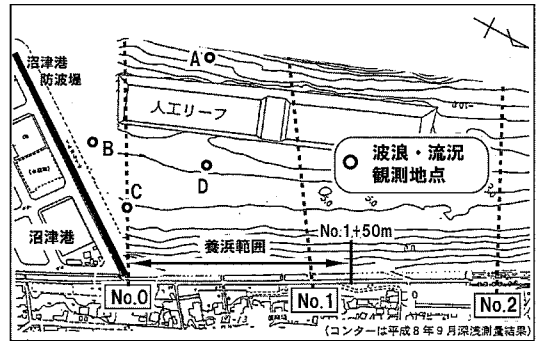 沼津港
防波堤
A
人工リーフ
B
波浪・流況
観測地点
D
C
沼津港
養浜範囲
No.1+50m
No.0
No.1
No.2
(コンターは平成8年9月深浅測量結果)